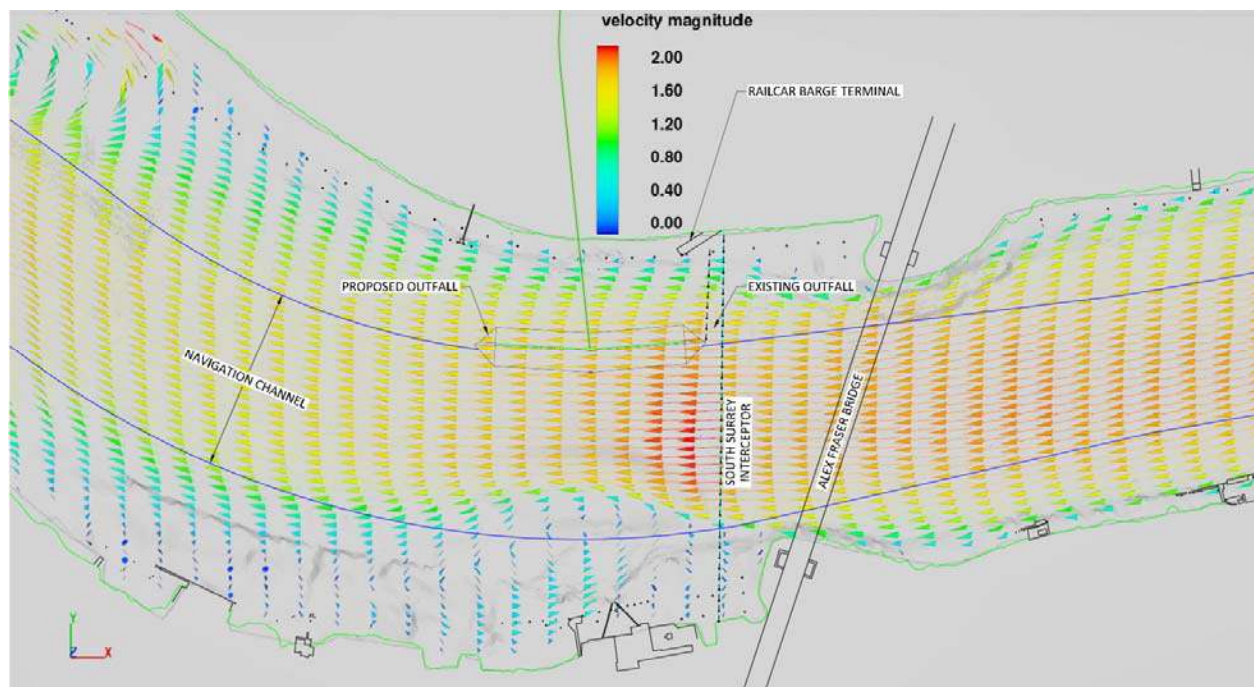 velocity magnitude
2.00
1.60
1.20
0.80
0.40
0.00
RAILCAR BARGE TERMINAL
PROPOSED OUTFALL
EXISTING OUTFALL
NAVIGATION CHANNEL
SOUTH SURREY
INTERCEPTOR
ALEX FRASER BRIDGE
Y
Z
X